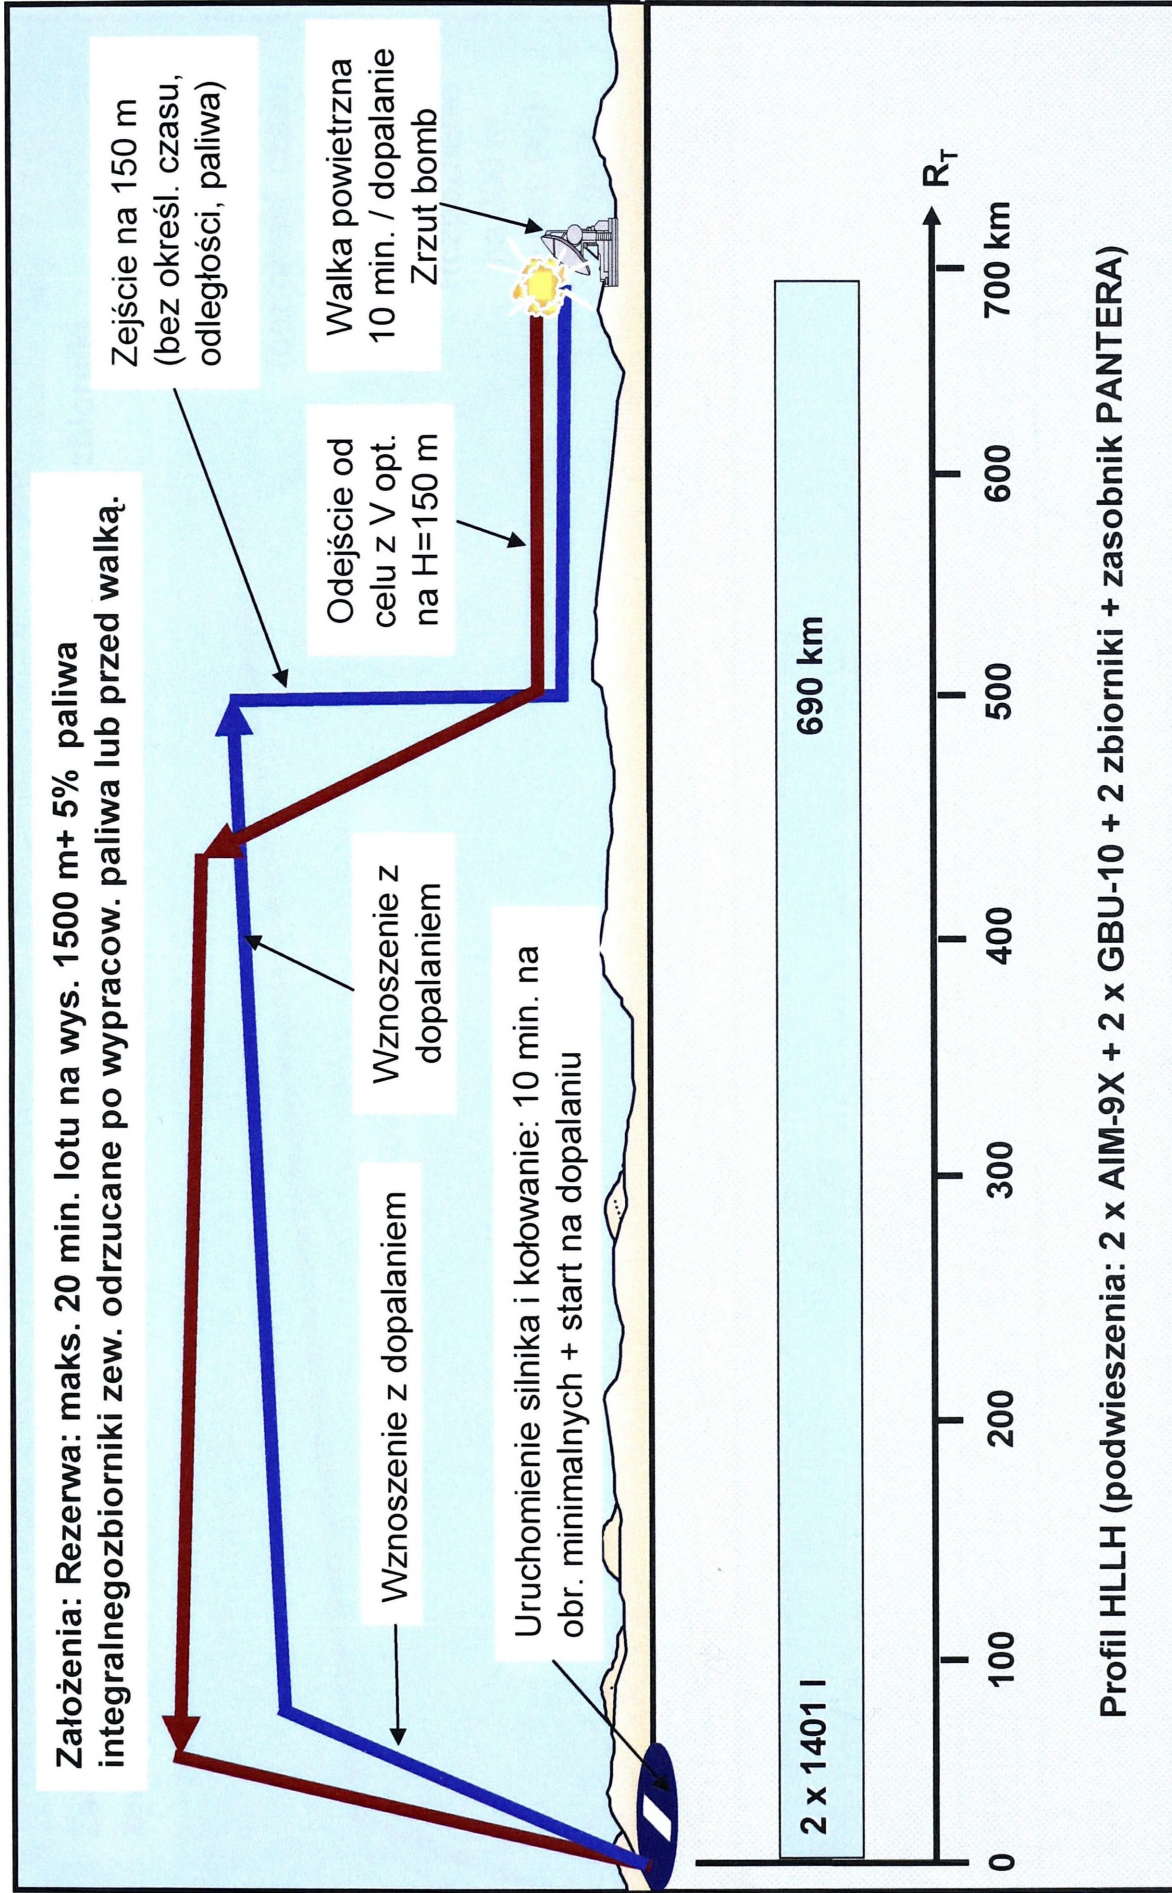 Założenia: Rezerwa: maks. 20 min. lotu na wys. 1500 m+ 5% paliwa
integralnegozbiorniki zew. odrzucane po wypracow. paliwa lub przed walką.
Zejście na 150 m
(bez określ. czasu,
odległości, paliwa)
Wznoszenie z dopalaniem
Wznoszenie z
dopalaniem
Odejście od
celu z V opt.
na H=150 m
Walka powietrzna
10 min. / dopalanie
Zrzut bomb
Uruchomienie silnika i kołowanie: 10 min. na
obr. minimalnych + start na dopalaniu
2 x 1401 l
690 km
R_T
0 100 200 300 400 500 600 700 km
Profil HLLH (podwieszenia: 2 x AIM-9X + 2 x GBU-10 + 2 zbiorniki + zasobnik PANTERA)